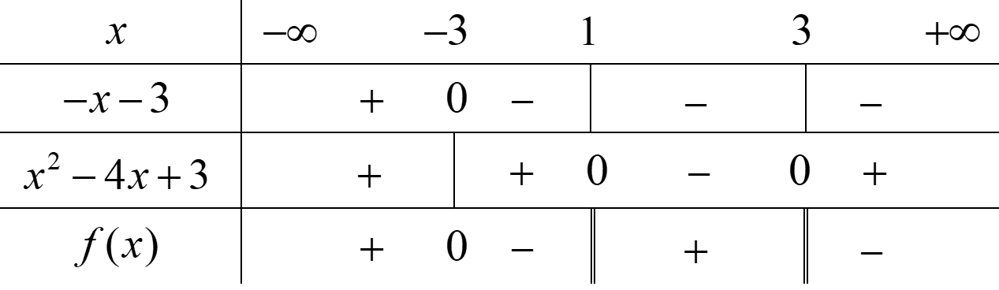 x −∞ −3 1 3 +∞
−x − 3 + 0 − − −
x² − 4x + 3 + + 0 − 0 +
f(x) + 0 − + −